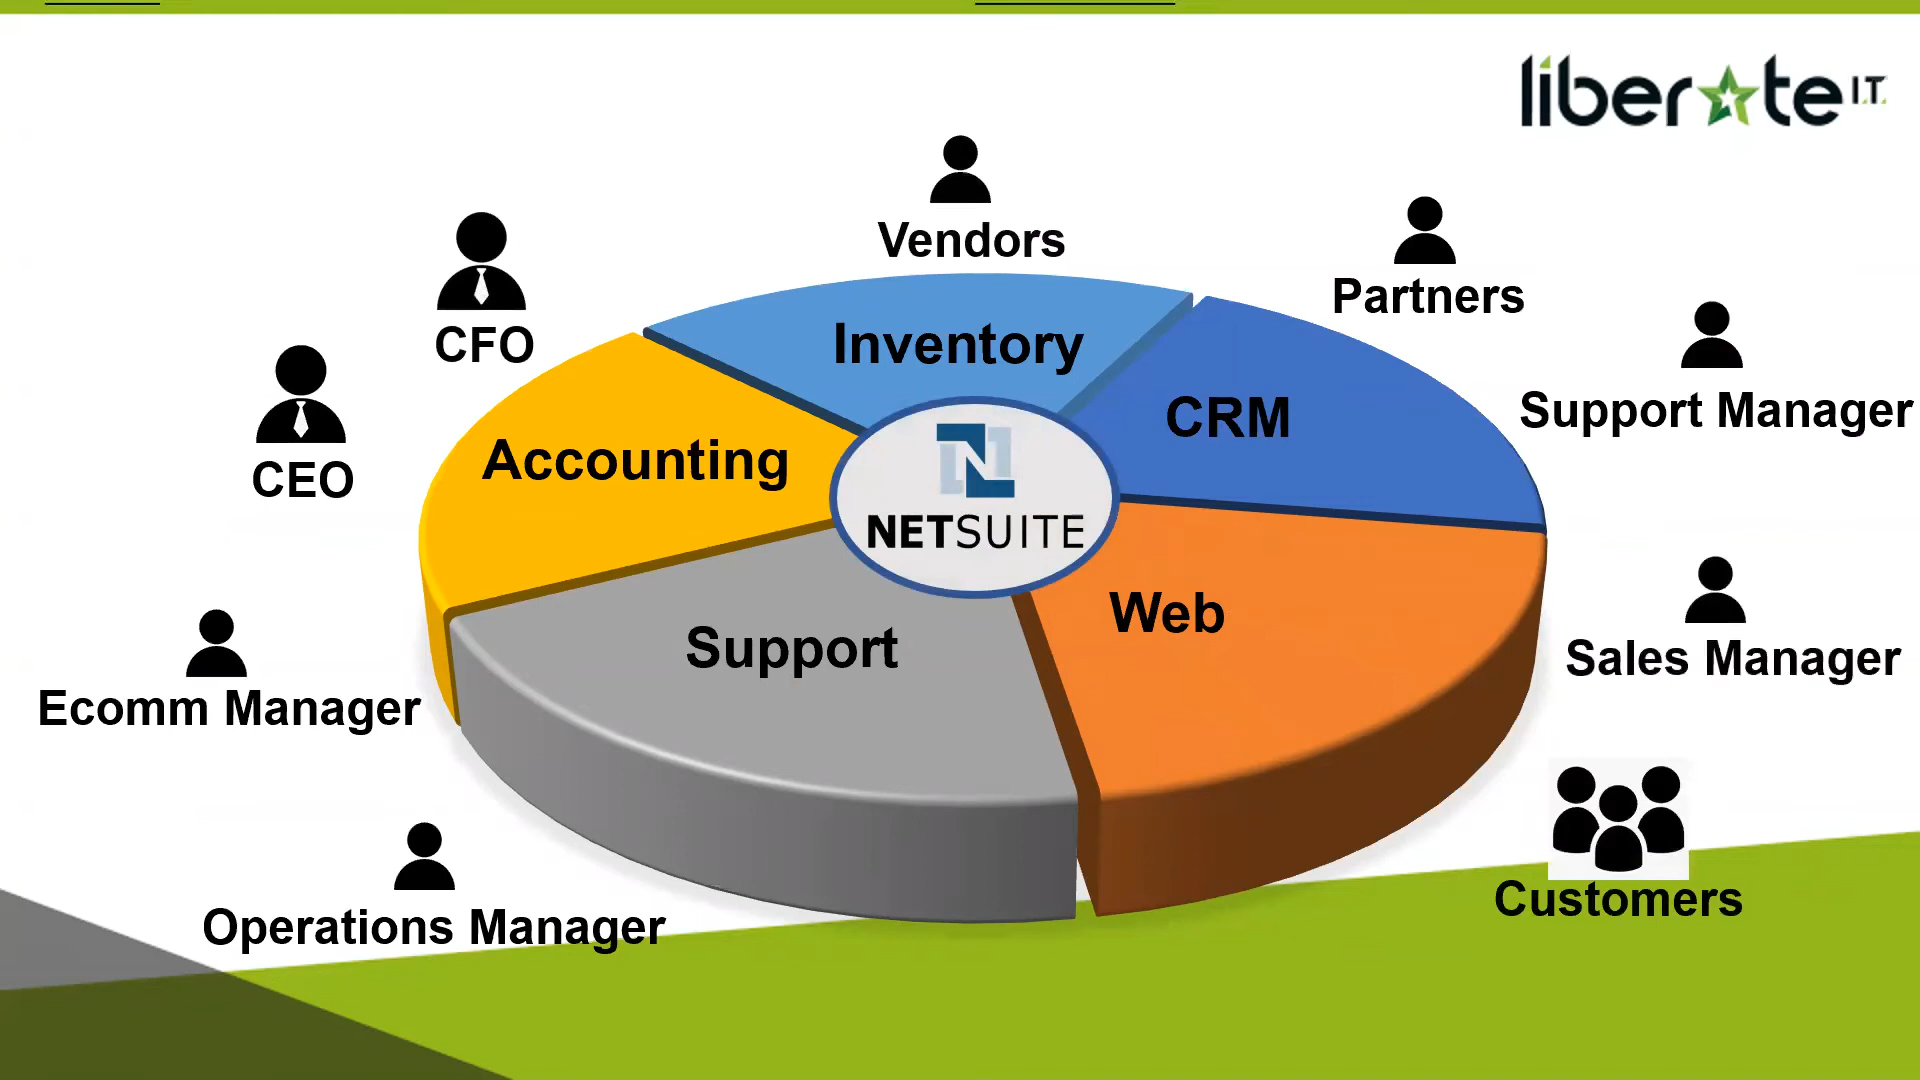 liberate I.T.
Vendors
Partners
CFO
Inventory
CRM
Support Manager
Accounting
CEO
NETSUITE
Web
Support
Sales Manager
Ecomm Manager
Customers
Operations Manager